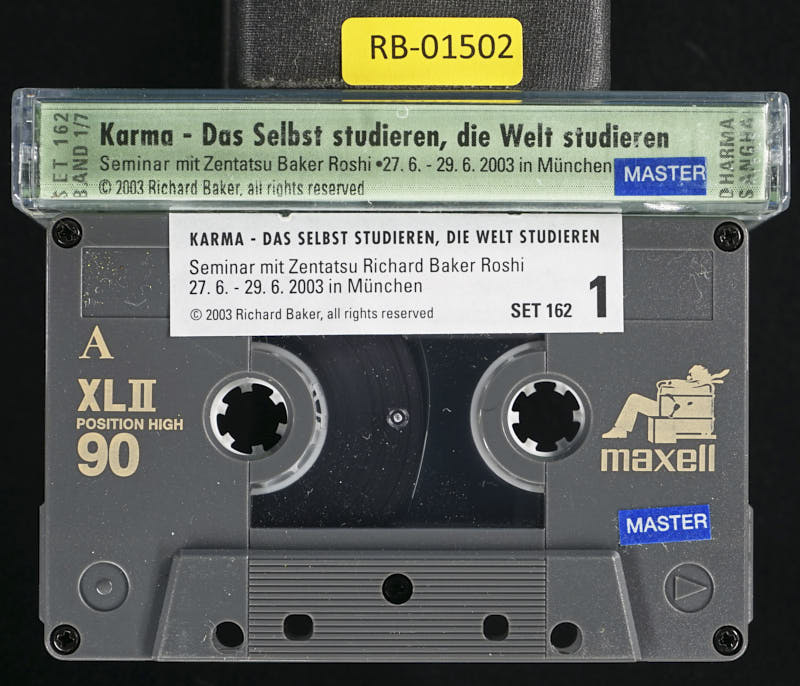 RB-01502
SET 162
BAND 1/7
Karma - Das Selbst studieren, die Welt studieren
Seminar mit Zentatsu Baker Roshi •27. 6. - 29. 6. 2003 in München
© 2003 Richard Baker, all rights reserved
MASTER
DHARMA
SANGHA
KARMA - DAS SELBST STUDIEREN, DIE WELT STUDIEREN
Seminar mit Zentatsu Richard Baker Roshi
27. 6. - 29. 6. 2003 in München
© 2003 Richard Baker, all rights reserved
SET 162 1
A
XLII
POSITION HIGH
90
maxell
MASTER